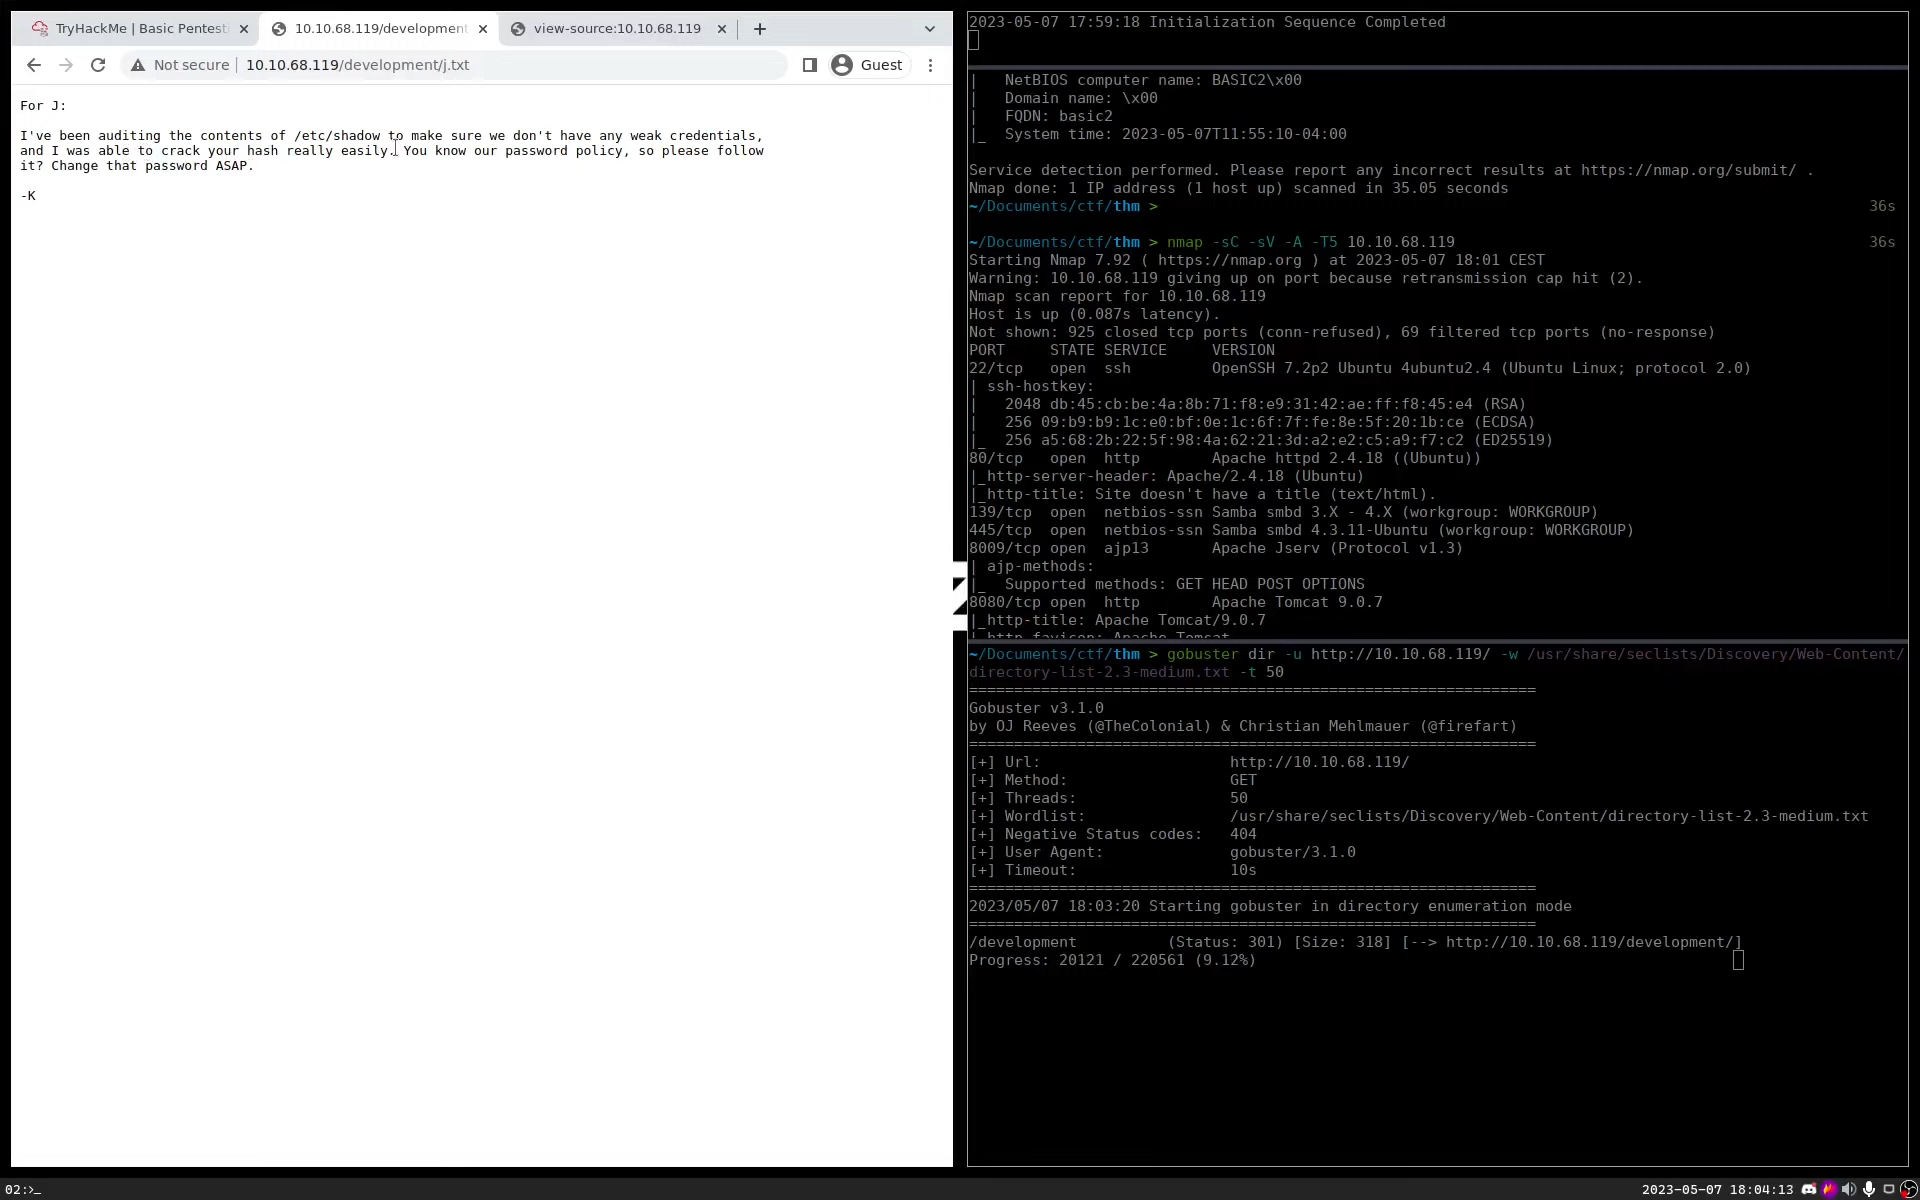 TryHackMe | Basic Pentest
10.10.68.119/development
view-source:10.10.68.119
Not secure
10.10.68.119/development/j.txt
Guest
For J:
I've been auditing the contents of /etc/shadow to make sure we don't have any weak credentials,
and I was able to crack your hash really easily. You know our password policy, so please follow
it? Change that password ASAP.
-K
2023-05-07 17:59:18 Initialization Sequence Completed
|   NetBIOS computer name: BASIC2\x00
|   Domain name: \x00
|   FQDN: basic2
|_  System time: 2023-05-07T11:55:10-04:00
Service detection performed. Please report any incorrect results at https://nmap.org/submit/ .
Nmap done: 1 IP address (1 host up) scanned in 35.05 seconds
~/Documents/ctf/thm > 36s
~/Documents/ctf/thm > nmap -sC -sV -A -T5 10.10.68.119 36s
Starting Nmap 7.92 ( https://nmap.org ) at 2023-05-07 18:01 CEST
Warning: 10.10.68.119 giving up on port because retransmission cap hit (2).
Nmap scan report for 10.10.68.119
Host is up (0.087s latency).
Not shown: 925 closed tcp ports (conn-refused), 69 filtered tcp ports (no-response)
PORT     STATE SERVICE     VERSION
22/tcp   open  ssh         OpenSSH 7.2p2 Ubuntu 4ubuntu2.4 (Ubuntu Linux; protocol 2.0)
| ssh-hostkey:
|   2048 db:45:cb:be:4a:8b:71:f8:e9:31:42:ae:ff:f8:45:e4 (RSA)
|   256 09:b9:b9:1c:e0:bf:0e:1c:6f:7f:fe:8e:5f:20:1b:ce (ECDSA)
|_  256 a5:68:2b:22:5f:98:4a:62:21:3d:a2:e2:c5:a9:f7:c2 (ED25519)
80/tcp   open  http        Apache httpd 2.4.18 ((Ubuntu))
|_http-server-header: Apache/2.4.18 (Ubuntu)
|_http-title: Site doesn't have a title (text/html).
139/tcp  open  netbios-ssn Samba smbd 3.X - 4.X (workgroup: WORKGROUP)
445/tcp  open  netbios-ssn Samba smbd 4.3.11-Ubuntu (workgroup: WORKGROUP)
8009/tcp open  ajp13       Apache Jserv (Protocol v1.3)
| ajp-methods:
|_  Supported methods: GET HEAD POST OPTIONS
8080/tcp open  http        Apache Tomcat 9.0.7
|_http-title: Apache Tomcat/9.0.7
|_http-favicon: Apache Tomcat
~/Documents/ctf/thm > gobuster dir -u http://10.10.68.119/ -w /usr/share/seclists/Discovery/Web-Content/
directory-list-2.3-medium.txt -t 50
===============================================================
Gobuster v3.1.0
by OJ Reeves (@TheColonial) & Christian Mehlmauer (@firefart)
===============================================================
[+] Url:                     http://10.10.68.119/
[+] Method:                  GET
[+] Threads:                 50
[+] Wordlist:                /usr/share/seclists/Discovery/Web-Content/directory-list-2.3-medium.txt
[+] Negative Status codes:   404
[+] User Agent:              gobuster/3.1.0
[+] Timeout:                 10s
===============================================================
2023/05/07 18:03:20 Starting gobuster in directory enumeration mode
===============================================================
/development          (Status: 301) [Size: 318] [--> http://10.10.68.119/development/]
Progress: 20121 / 220561 (9.12%)
02:>_
2023-05-07 18:04:13